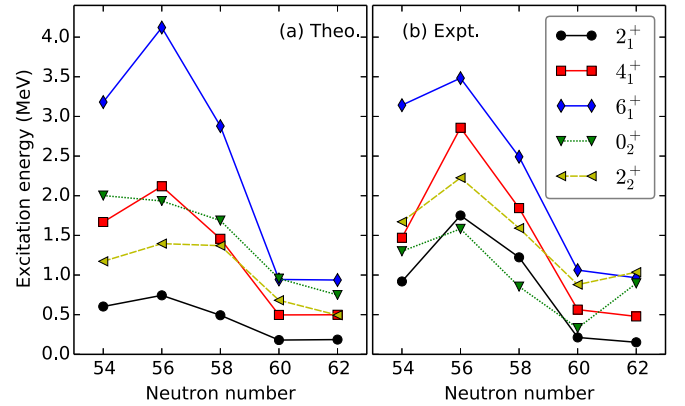 (a) Theo.
(b) Expt.
2₁⁺
4₁⁺
6₁⁺
0₂⁺
2₂⁺
Excitation energy (MeV)
4.0
3.5
3.0
2.5
2.0
1.5
1.0
0.5
0.0
54 56 58 60 62
54 56 58 60 62
Neutron number
Neutron number